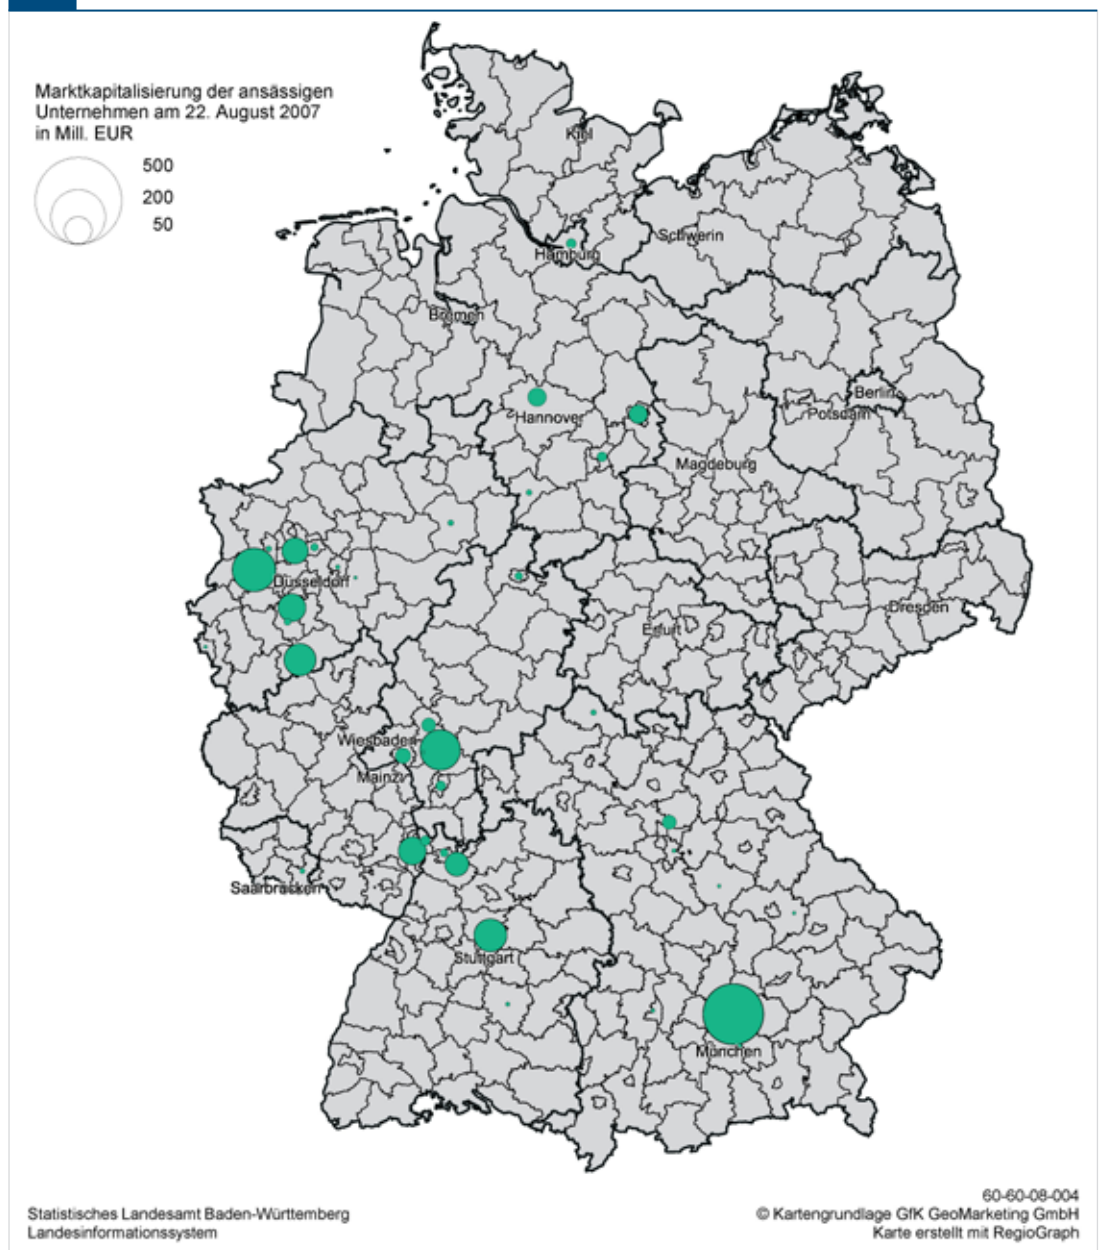 Marktkapitalisierung der ansässigen
Unternehmen am 22. August 2007
in Mill. EUR
500
200
50
Kiel
Schwerin
Hamburg
Bremen
Berlin
Potsdam
Hannover
Magdeburg
Düsseldorf
Dresden
Erfurt
Wiesbaden
Mainz
Saarbrücken
Stuttgart
München
60-60-08-004
Statistisches Landesamt Baden-Württemberg
© Kartengrundlage GfK GeoMarketing GmbH
Landesinformationssystem
Karte erstellt mit RegioGraph